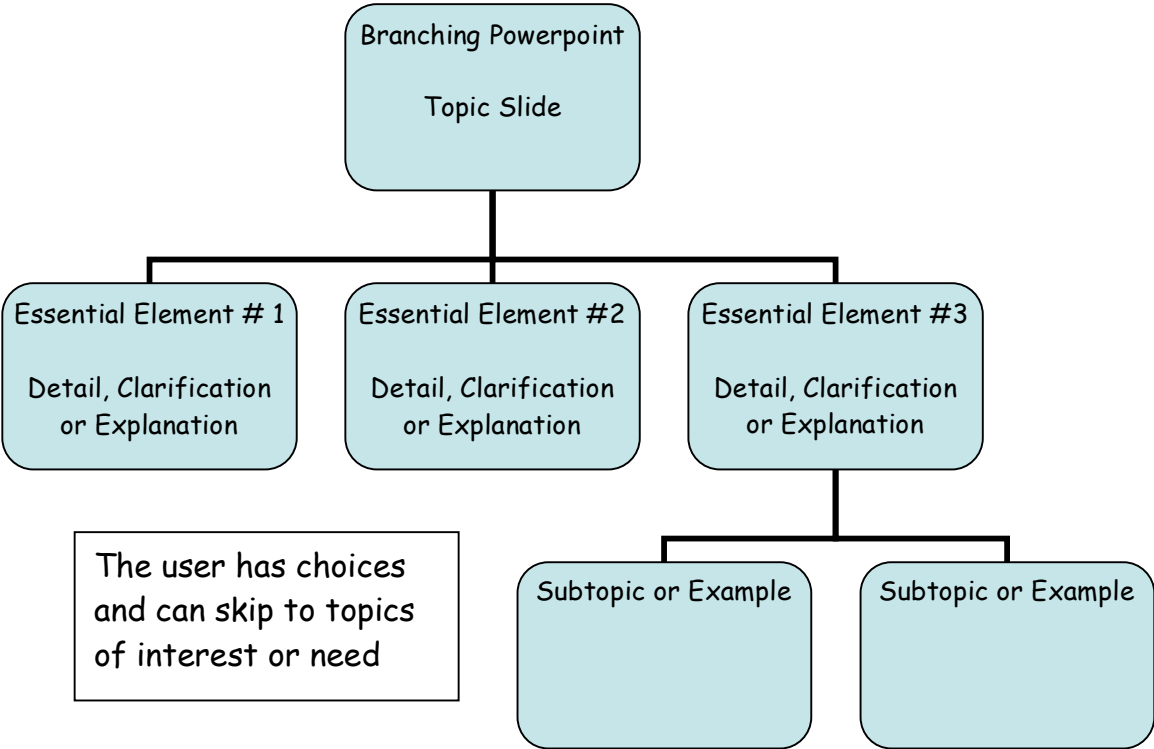 Branching Powerpoint
Topic Slide
Essential Element # 1
Detail, Clarification
or Explanation
Essential Element #2
Detail, Clarification
or Explanation
Essential Element #3
Detail, Clarification
or Explanation
The user has choices
and can skip to topics
of interest or need
Subtopic or Example
Subtopic or Example